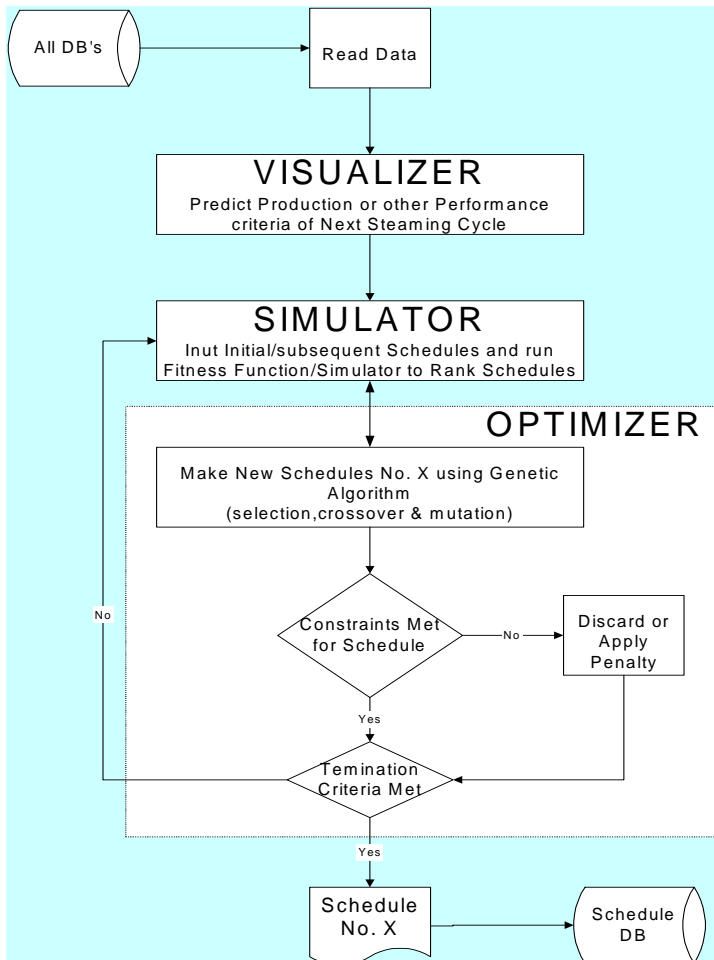 All DB's
Read Data
VISUALIZER
Predict Production or other Performance
criteria of Next Steaming Cycle
SIMULATOR
Inut Initial/subsequent Schedules and run
Fitness Function/Simulator to Rank Schedules
OPTIMIZER
Make New Schedules No. X using Genetic
Algorithm
(selection,crossover & mutation)
No
Constraints Met
for Schedule
No
Discard or
Apply
Penalty
Yes
Temination
Criteria Met
Yes
Schedule
No. X
Schedule
DB